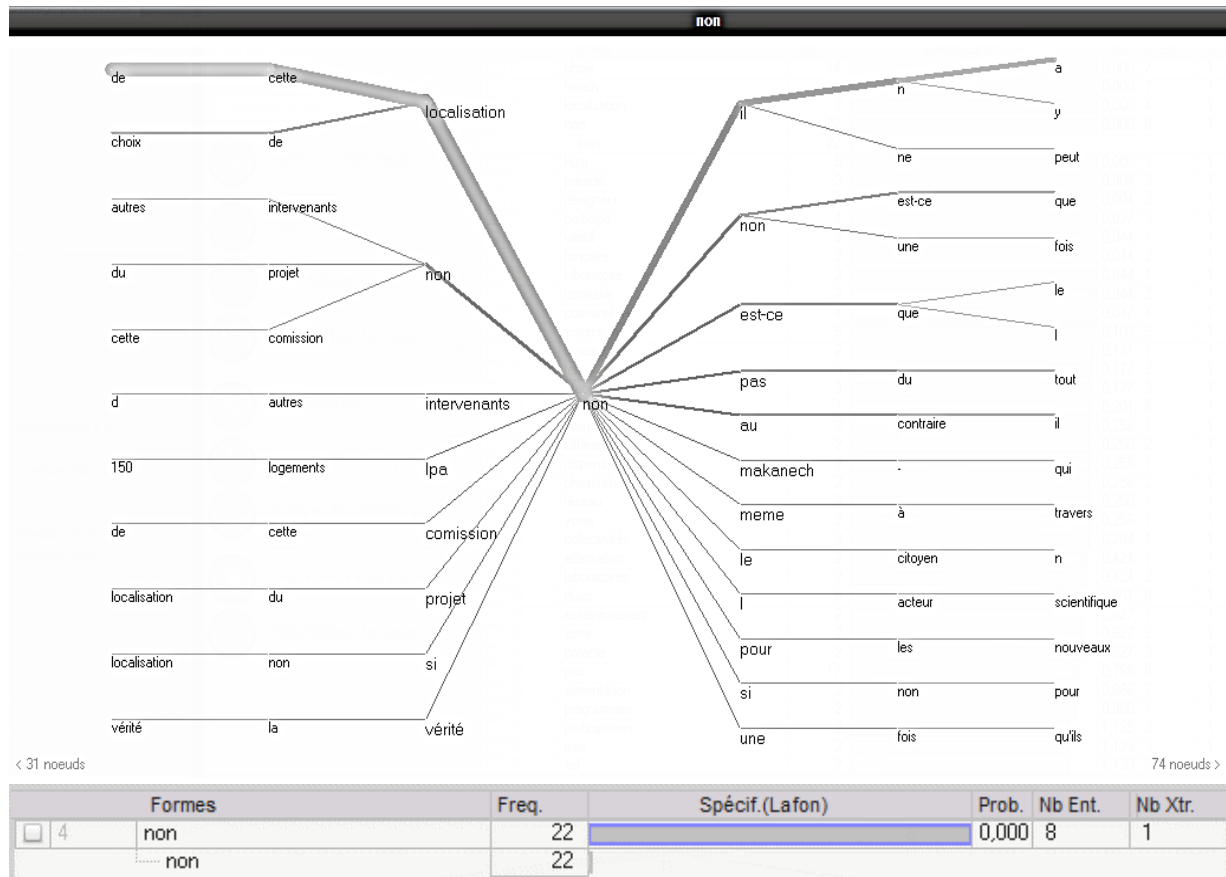 non
de cette localisation il n a
choix de y
ne peut
autres intervenants est-ce que
non
une fois
du projet non le
est-ce que
l
cette comission
pas du tout
d autres intervenants non
au contraire il
150 logements lpa makanech - qui
meme à travers
de cette comission
le citoyen n
localisation du projet l acteur scientifique
pour les nouveaux
localisation non si
si non pour
vérité la vérité
une fois qu'ils
< 31 noeuds 74 noeuds >
Formes Freq. Spécif.(Lafon) Prob. Nb Ent. Nb Xtr.
4 non 22 0,000 8 1
non 22